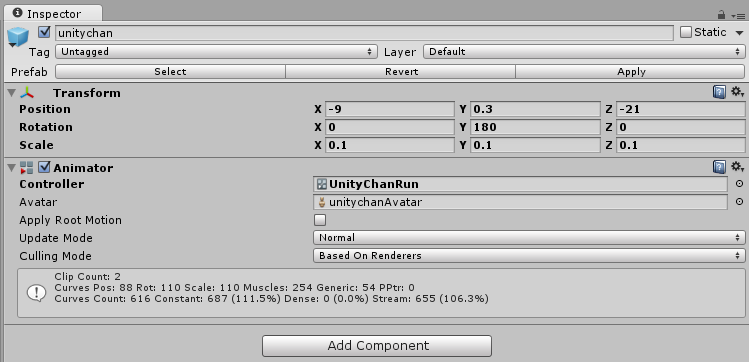 Inspector
unitychan Static
Tag Untagged Layer Default
Prefab Select Revert Apply
Transform
Position X -9 Y 0.3 Z -21
Rotation X 0 Y 180 Z 0
Scale X 0.1 Y 0.1 Z 0.1
Animator
Controller UnityChanRun
Avatar unitychanAvatar
Apply Root Motion
Update Mode Normal
Culling Mode Based On Renderers
Clip Count: 2
Curves Pos: 88 Rot: 110 Scale: 110 Muscles: 254 Generic: 54 PPtr: 0
Curves Count: 616 Constant: 687 (111.5%) Dense: 0 (0.0%) Stream: 655 (106.3%)
Add Component